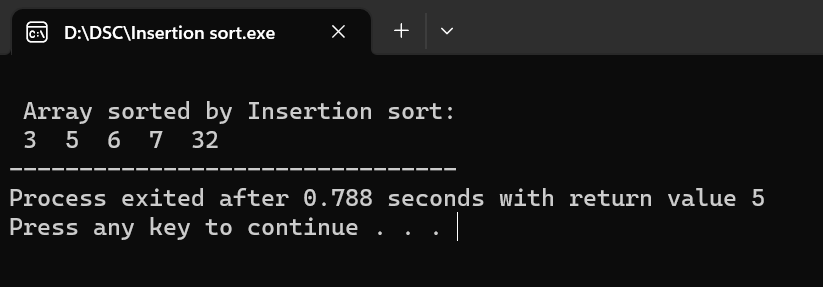 D:\DSC\Insertion sort.exe
Array sorted by Insertion sort:
3  5  6  7  32
--------------------------------
Process exited after 0.788 seconds with return value 5
Press any key to continue . . .